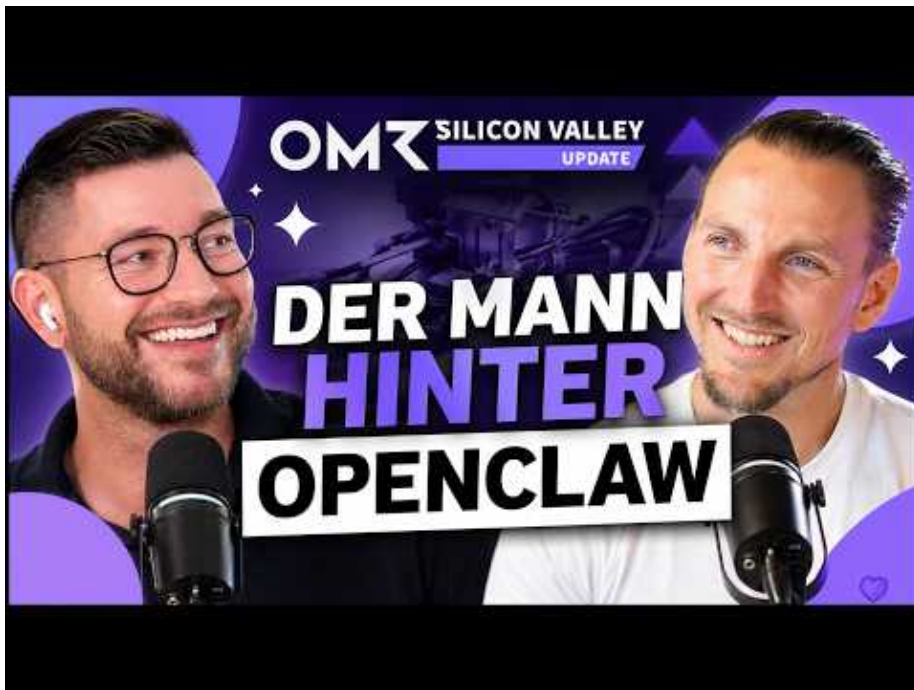 OMR SILICON VALLEY
UPDATE
DER MANN
HINTER
OPENCLAW